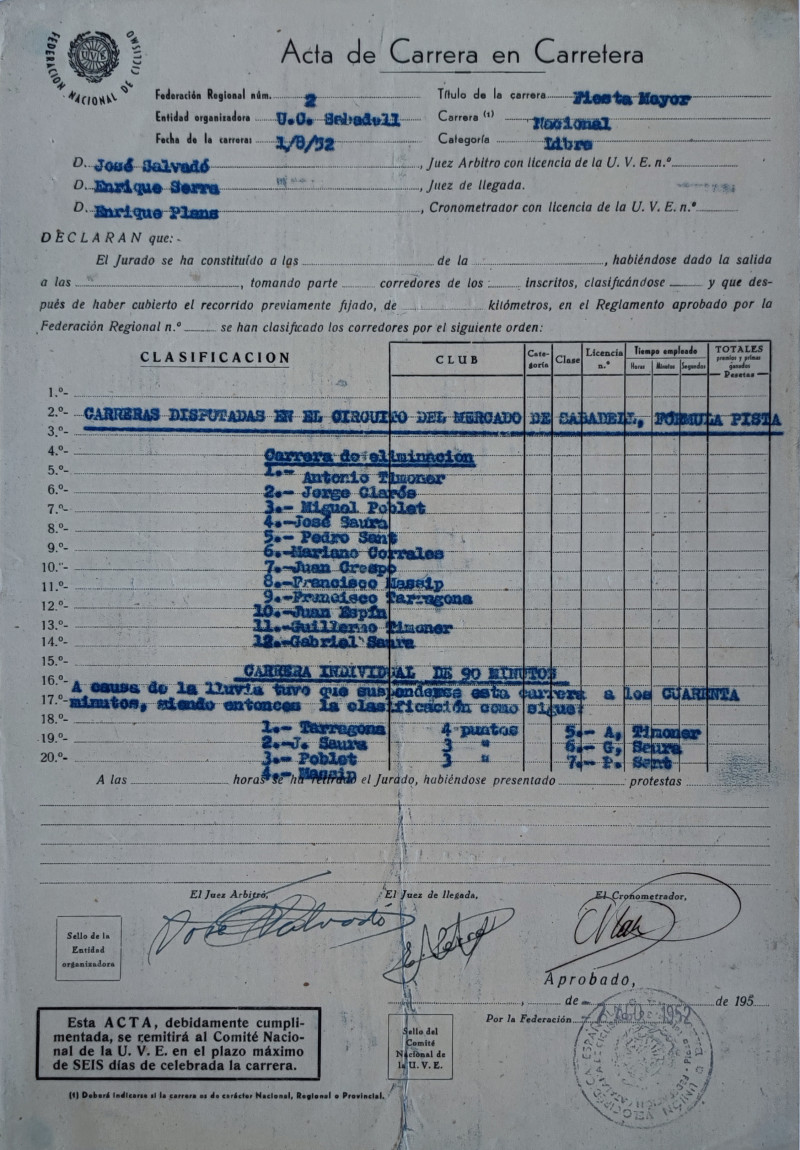 FEDERACION NACIONAL DE CICLISMO
U.V.E.
Acta de Carrera en Carretera
Federación Regional núm. 2
Título de la carrera Fiesta Mayor
Entidad organizadora U.C. Sabadell
Carrera (1) Nacional
Fecha de la carrera: 1/8/52
Categoría Libre
D. José Salvadó, Juez Arbitro con licencia de la U. V. E. n.º
D. Enrique Serra, Juez de llegada.
D. Enrique Plans, Cronometrador con licencia de la U. V. E. n.º
DECLARAN que:-
El Jurado se ha constituído a las de la , habiéndose dado la salida
a las , tomando parte corredores de los inscritos, clasificándose y que des-
pués de haber cubierto el recorrido previamente fijado, de kilómetros, en el Reglamento aprobado por la
Federación Regional n.º se han clasificado los corredores por el siguiente orden:
CLASIFICACION
CLUB
Cate-goría
Clase
Licencia n.º
Tiempo empleado
Horas Minutos Segundos
TOTALES
premios y primas ganadas
Pesetas
1.º-
2.º- CARRERAS DISPUTADAS EN EL CIRCUITO DEL MERCADO DE SABADELL, FÓRMULA PISTA
3.º-
4.º- Carrera de eliminación
5.º- 1.- Antonio Timoner
6.º- 2.- Jorge Clarós
7.º- 3.- Miguel Poblet
8.º- 4.-José Saura
5.- Pedro Sant
9.º- 6.-Mariano Corrales
10.º- 7.-Juan Crespo
11.º- 8.-Francisco Massip
9.-Francisco Tarragona
12.º- 10.-Juan Espín
13.º- 11.-Guillermo Timoner
14.º- 12.-Gabriel Saura
15.º-
16.º- CARRERA INDIVIDUAL DE 90 MINUTOS
A causa de la lluvia tuvo que suspenderse esta carrera a los CUARENTA
17.º- minutos, siendo entonces la clasificación como sigue:
18.º- 1.- Tarragona 4 puntos 5.- A, Timoner
19.º- 2.-J. Saura 3 " 6.- G, Saura
20.º- 3.- Poblet 3 " 7.- P. Sent
4.- Massip
A las horas se ha retirado el Jurado, habiéndose presentado protestas
El Juez Arbitro,
El Juez de llegada,
El Cronometrador,
José Salvadó
Sello de la
Entidad
organizadora
Aprobado,
, de de 195
Por la Federación
1952
Sello del
Comité
Nacional de
la U. V. E.
Esta ACTA, debidamente cumpli-
mentada, se remitirá al Comité Nacio-
nal de la U. V. E. en el plazo máximo
de SEIS días de celebrada la carrera.
(1) Deberá indicarse si la carrera es de carácter Nacional, Regional o Provincial.